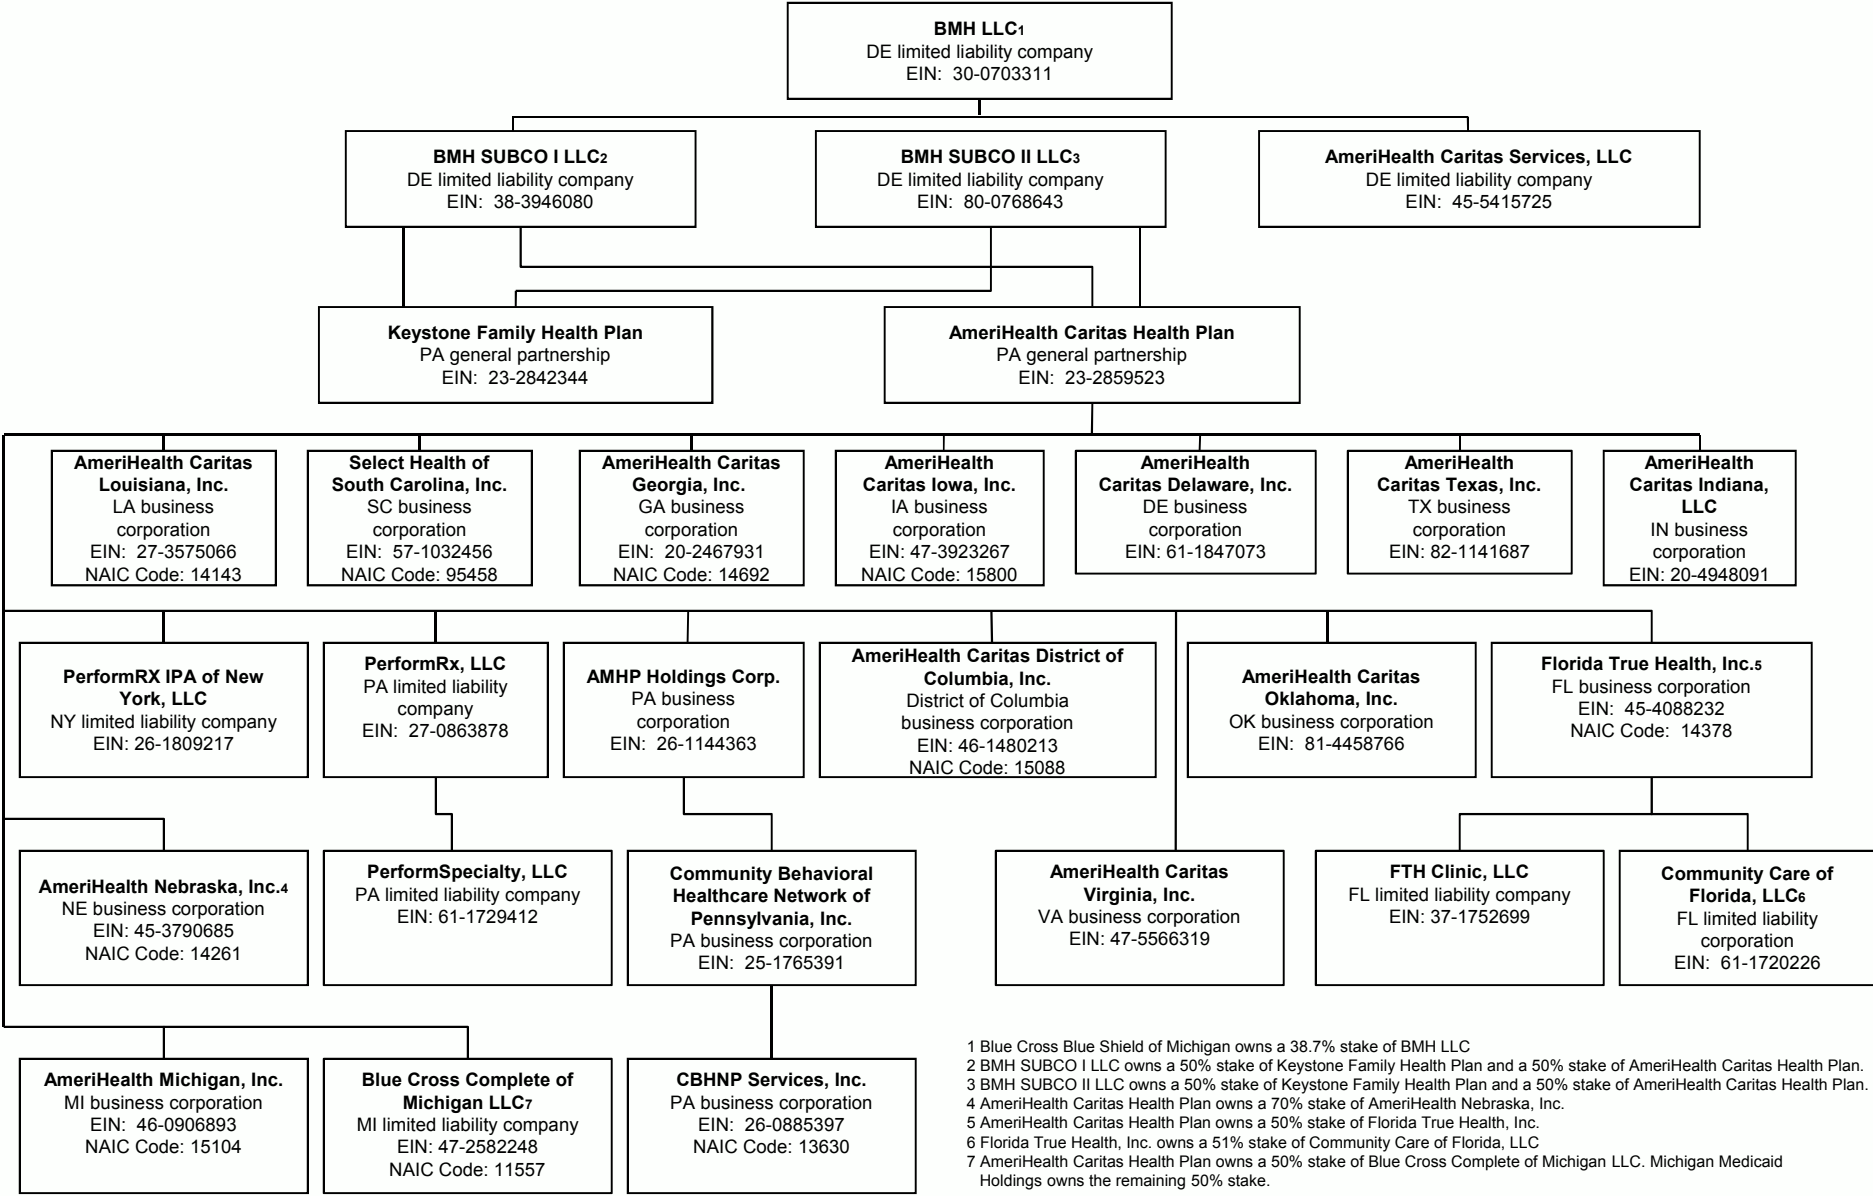 BMH LLC1
DE limited liability company
EIN: 30-0703311
BMH SUBCO I LLC2
DE limited liability company
EIN: 38-3946080
BMH SUBCO II LLC3
DE limited liability company
EIN: 80-0768643
AmeriHealth Caritas Services, LLC
DE limited liability company
EIN: 45-5415725
Keystone Family Health Plan
PA general partnership
EIN: 23-2842344
AmeriHealth Caritas Health Plan
PA general partnership
EIN: 23-2859523
AmeriHealth Caritas
Louisiana, Inc.
LA business
corporation
EIN: 27-3575066
NAIC Code: 14143
Select Health of
South Carolina, Inc.
SC business
corporation
EIN: 57-1032456
NAIC Code: 95458
AmeriHealth Caritas
Georgia, Inc.
GA business
corporation
EIN: 20-2467931
NAIC Code: 14692
AmeriHealth
Caritas Iowa, Inc.
IA business
corporation
EIN: 47-3923267
NAIC Code: 15800
AmeriHealth
Caritas Delaware, Inc.
DE business
corporation
EIN: 61-1847073
AmeriHealth
Caritas Texas, Inc.
TX business
corporation
EIN: 82-1141687
AmeriHealth
Caritas Indiana,
LLC
IN business
corporation
EIN: 20-4948091
PerformRX IPA of New
York, LLC
NY limited liability company
EIN: 26-1809217
PerformRx, LLC
PA limited liability
company
EIN: 27-0863878
AMHP Holdings Corp.
PA business
corporation
EIN: 26-1144363
AmeriHealth Caritas District of
Columbia, Inc.
District of Columbia
business corporation
EIN: 46-1480213
NAIC Code: 15088
AmeriHealth Caritas
Oklahoma, Inc.
OK business corporation
EIN: 81-4458766
Florida True Health, Inc.5
FL business corporation
EIN: 45-4088232
NAIC Code: 14378
AmeriHealth Nebraska, Inc.4
NE business corporation
EIN: 45-3790685
NAIC Code: 14261
PerformSpecialty, LLC
PA limited liability company
EIN: 61-1729412
Community Behavioral
Healthcare Network of
Pennsylvania, Inc.
PA business corporation
EIN: 25-1765391
AmeriHealth Caritas
Virginia, Inc.
VA business corporation
EIN: 47-5566319
FTH Clinic, LLC
FL limited liability company
EIN: 37-1752699
Community Care of
Florida, LLC6
FL limited liability
corporation
EIN: 61-1720226
AmeriHealth Michigan, Inc.
MI business corporation
EIN: 46-0906893
NAIC Code: 15104
Blue Cross Complete of
Michigan LLC7
MI limited liability company
EIN: 47-2582248
NAIC Code: 11557
CBHNP Services, Inc.
PA business corporation
EIN: 26-0885397
NAIC Code: 13630
1 Blue Cross Blue Shield of Michigan owns a 38.7% stake of BMH LLC
2 BMH SUBCO I LLC owns a 50% stake of Keystone Family Health Plan and a 50% stake of AmeriHealth Caritas Health Plan.
3 BMH SUBCO II LLC owns a 50% stake of Keystone Family Health Plan and a 50% stake of AmeriHealth Caritas Health Plan.
4 AmeriHealth Caritas Health Plan owns a 70% stake of AmeriHealth Nebraska, Inc.
5 AmeriHealth Caritas Health Plan owns a 50% stake of Florida True Health, Inc.
6 Florida True Health, Inc. owns a 51% stake of Community Care of Florida, LLC
7 AmeriHealth Caritas Health Plan owns a 50% stake of Blue Cross Complete of Michigan LLC. Michigan Medicaid
Holdings owns the remaining 50% stake.